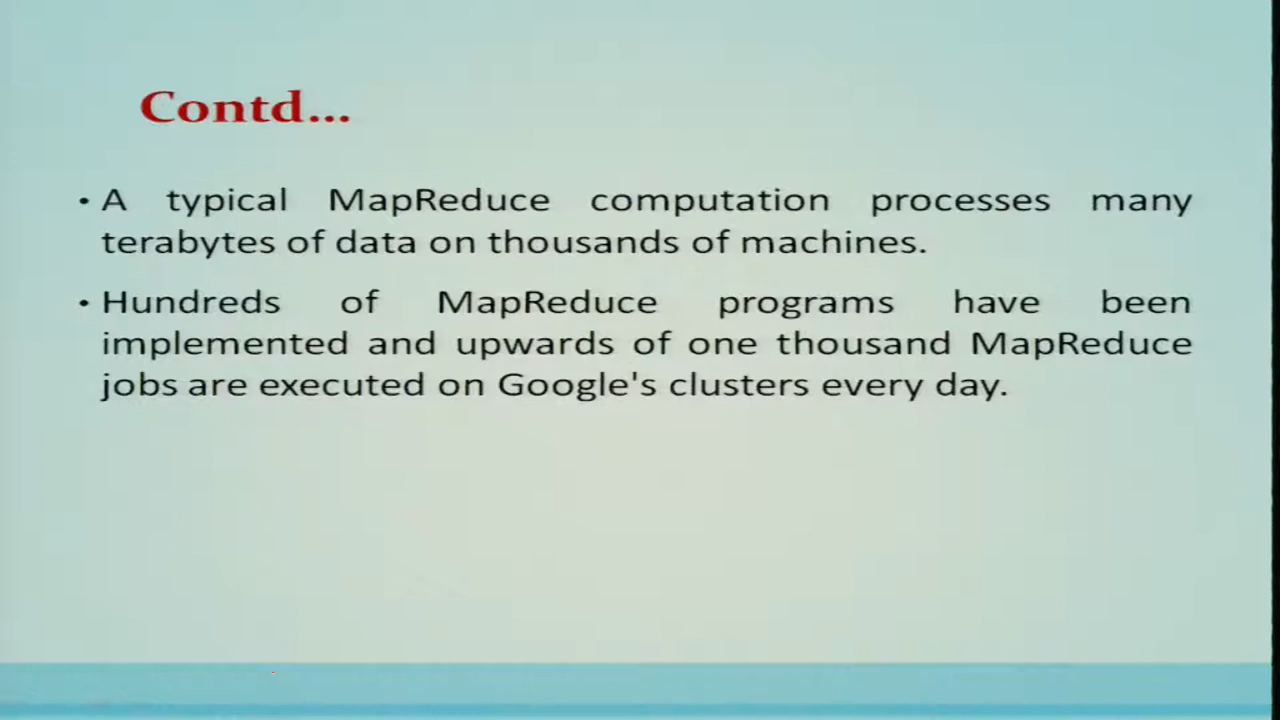 Contd...
• A typical MapReduce computation processes many
terabytes of data on thousands of machines.
• Hundreds of MapReduce programs have been
implemented and upwards of one thousand MapReduce
jobs are executed on Google's clusters every day.